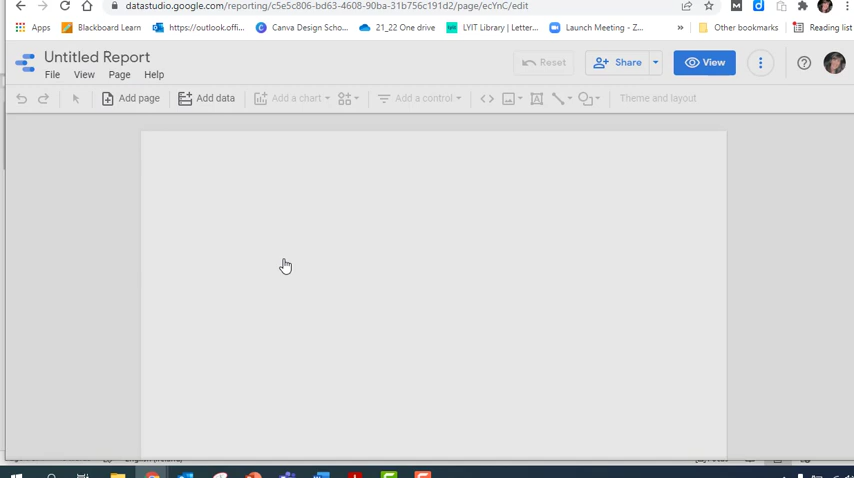 datastudio.google.com/reporting/c5e5c806-bd63-4608-90ba-31b756c191d2/page/ecYnC/edit
Apps Blackboard Learn https://outlook.offi... Canva Design Scho... 21_22 One drive LYIT Library | Letter... Launch Meeting - Z... » Other bookmarks Reading list
Untitled Report
Reset Share View
File View Page Help
Add page Add data Add a chart Add a control Theme and layout